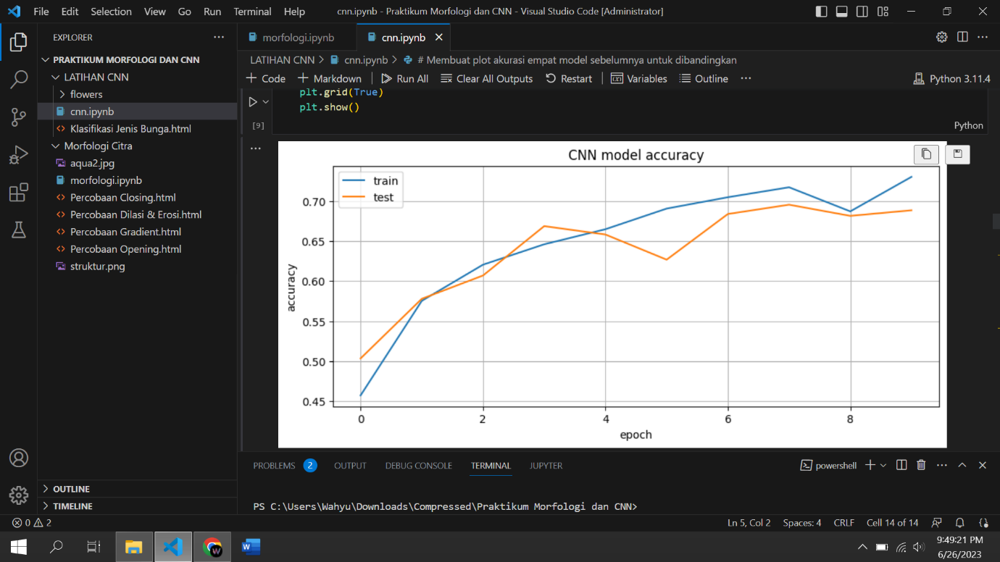 File Edit Selection View Go Run Terminal Help
cnn.ipynb - Praktikum Morfologi dan CNN - Visual Studio Code [Administrator]
EXPLORER
PRAKTIKUM MORFOLOGI DAN CNN
LATIHAN CNN
flowers
cnn.ipynb
Klasifikasi Jenis Bunga.html
Morfologi Citra
aqua2.jpg
morfologi.ipynb
Percobaan Closing.html
Percobaan Dilasi & Erosi.html
Percobaan Gradient.html
Percobaan Opening.html
struktur.png
OUTLINE
TIMELINE
morfologi.ipynb
cnn.ipynb
LATIHAN CNN > cnn.ipynb > # Membuat plot akurasi empat model sebelumnya untuk dibandingkan
Code Markdown Run All Clear All Outputs Restart Variables Outline
Python 3.11.4
plt.grid(True)
plt.show()
[9]
Python
CNN model accuracy
train
test
0.70
0.65
0.60
0.55
0.50
0.45
accuracy
0 2 4 6 8
epoch
PROBLEMS 2 OUTPUT DEBUG CONSOLE TERMINAL JUPYTER
powershell
PS C:\Users\Wahyu\Downloads\Compressed\Praktikum Morfologi dan CNN>
0 2
Ln 5, Col 2 Spaces: 4 CRLF Cell 14 of 14
9:49:21 PM
6/26/2023